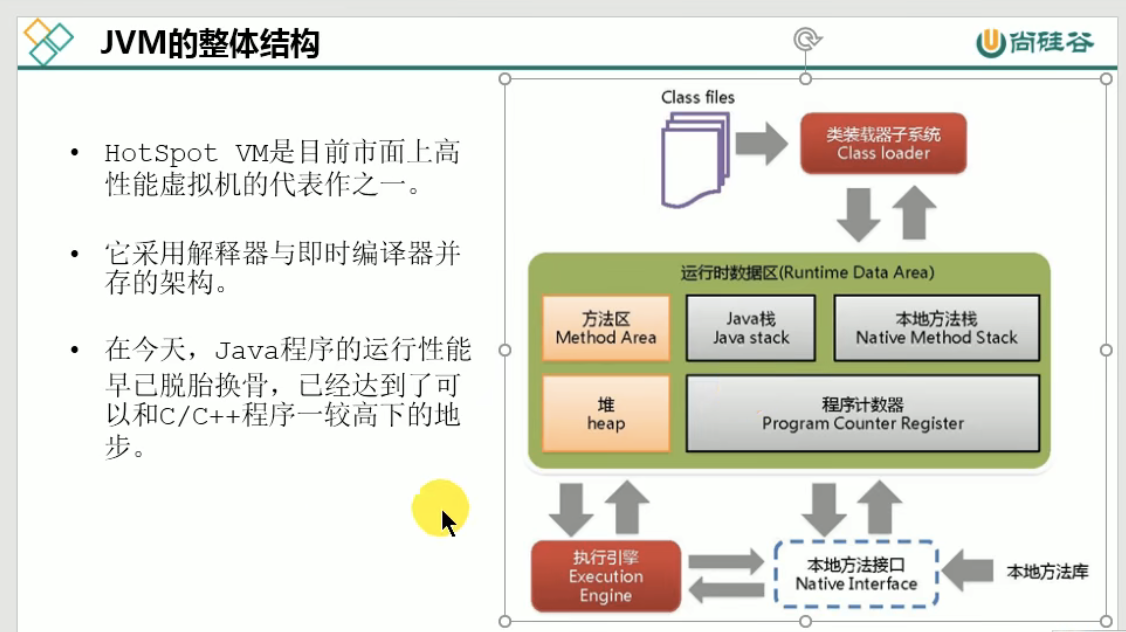 JVM的整体结构
尚硅谷
• HotSpot VM是目前市面上高
性能虚拟机的代表作之一。
• 它采用解释器与即时编译器并
存的架构。
• 在今天，Java程序的运行性能
早已脱胎换骨，已经达到了可
以和C/C++程序一较高下的地
步。
Class files
类装载器子系统
Class loader
运行时数据区(Runtime Data Area)
方法区
Method Area
Java栈
Java stack
本地方法栈
Native Method Stack
堆
heap
程序计数器
Program Counter Register
执行引擎
Execution
Engine
本地方法接口
Native Interface
本地方法库